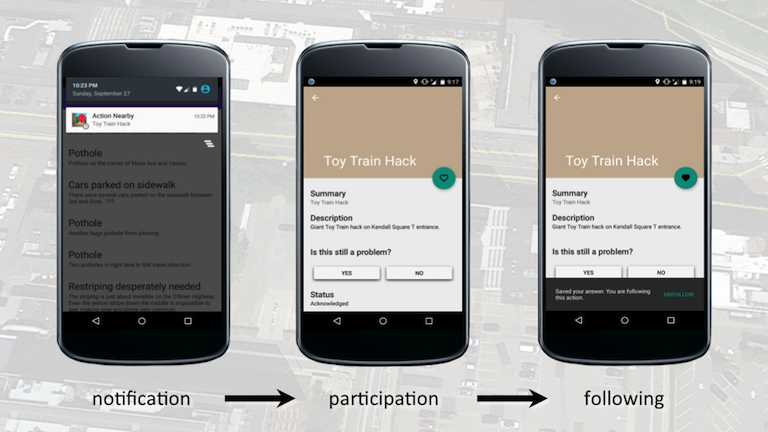 10:23 PM
Sunday, September 27
Action Nearby
10:23 PM
Toy Train Hack
Pothole
Pothole on the corner of Mass Ave and Vassar
Cars parked on sidewalk
There were several cars parked on the sidewalk between
3rd and Gore. ???
Pothole
Another huge pothole from plowing
Pothole
Two potholes in right lane in NW travel direction
Restriping desperately needed
The striping is just about invisible on the O'Brien Highway.
Even the yellow stripe down the middle is impossible to
9:17
Toy Train Hack
Summary
Toy Train Hack
Description
Giant Toy Train hack on Kendall Square T entrance.
Is this still a problem?
YES
NO
Status
Acknowledged
9:19
Toy Train Hack
Summary
Toy Train Hack
Description
Giant Toy Train hack on Kendall Square T entrance.
Is this still a problem?
YES
NO
Saved your answer. You are following
this action.
UNFOLLOW
notification
participation
following